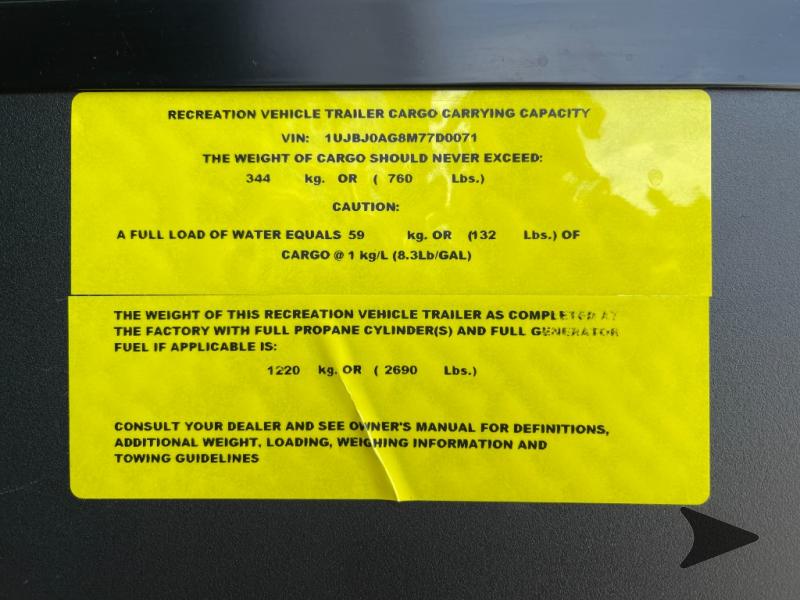 RECREATION VEHICLE TRAILER CARGO CARRYING CAPACITY
VIN: 1UJBJ0AG8M77D0071
THE WEIGHT OF CARGO SHOULD NEVER EXCEED:
344 kg. OR ( 760 Lbs.)
CAUTION:
A FULL LOAD OF WATER EQUALS 59 kg. OR (132 Lbs.) OF
CARGO @ 1 kg/L (8.3Lb/GAL)
THE WEIGHT OF THIS RECREATION VEHICLE TRAILER AS COMPLETED AT
THE FACTORY WITH FULL PROPANE CYLINDER(S) AND FULL GENERATOR
FUEL IF APPLICABLE IS:
1220 kg. OR ( 2690 Lbs.)
CONSULT YOUR DEALER AND SEE OWNER'S MANUAL FOR DEFINITIONS,
ADDITIONAL WEIGHT, LOADING, WEIGHING INFORMATION AND
TOWING GUIDELINES